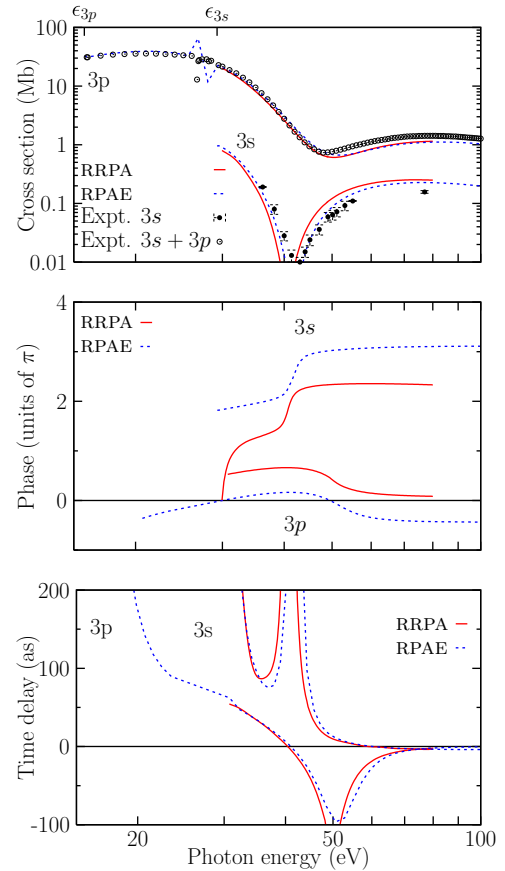 ϵ3p ϵ3s
Cross section (Mb)
100
10
1
0.1
0.01
3p
3s
RRPA
RPAE
Expt. 3s
Expt. 3s + 3p
Phase (units of π)
4
2
0
RRPA
RPAE
3s
3p
Time delay (as)
200
100
0
-100
3p
3s
RRPA
RPAE
20 50 100
Photon energy (eV)